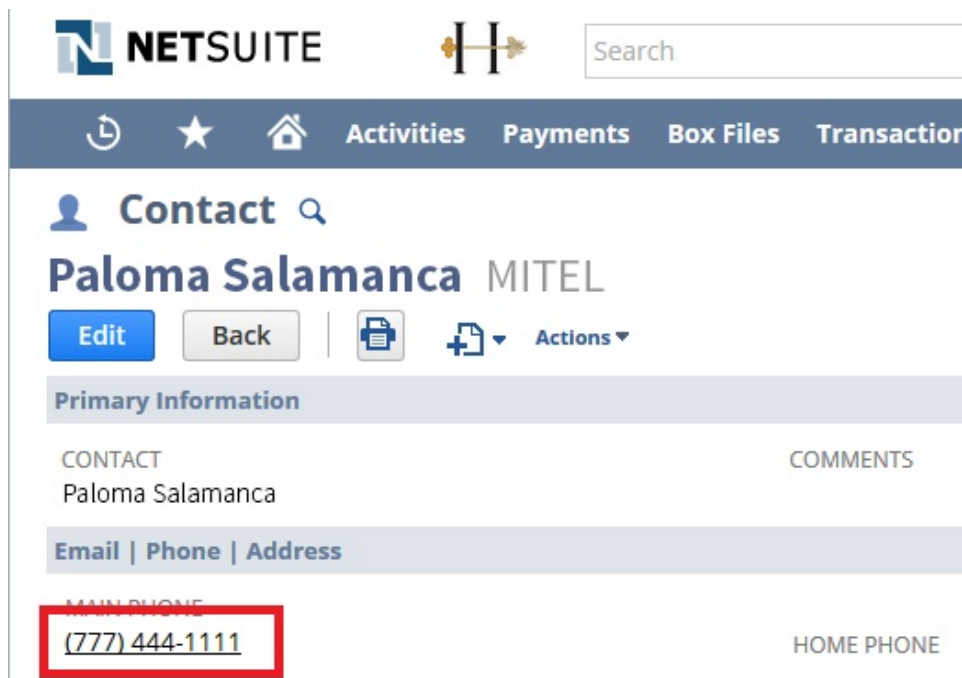 NETSUITE
Search
Activities Payments Box Files Transaction
Contact
Paloma Salamanca MITEL
Edit Back Actions
Primary Information
CONTACT COMMENTS
Paloma Salamanca
Email | Phone | Address
MAIN PHONE
(777) 444-1111 HOME PHONE